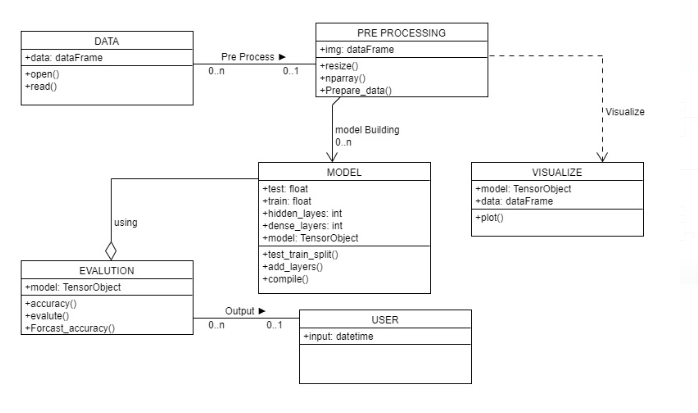 DATA
+data: dataFrame
+open()
+read()
Pre Process ►
0..n
0..1
PRE PROCESSING
+img: dataFrame
+resize()
+nparray()
+Prepare_data()
Visualize
model Building
0..n
MODEL
+test: float
+train: float
+hidden_layes: int
+dense_layers: int
+model: TensorObject
+test_train_split()
+add_layers()
+compile()
VISUALIZE
+model: TensorObject
+data: dataFrame
+plot()
using
EVALUTION
+model: TensorObject
+accuracy()
+evalute()
+Forcast_accuracy()
Output ►
0..n
0..1
USER
+input: datetime